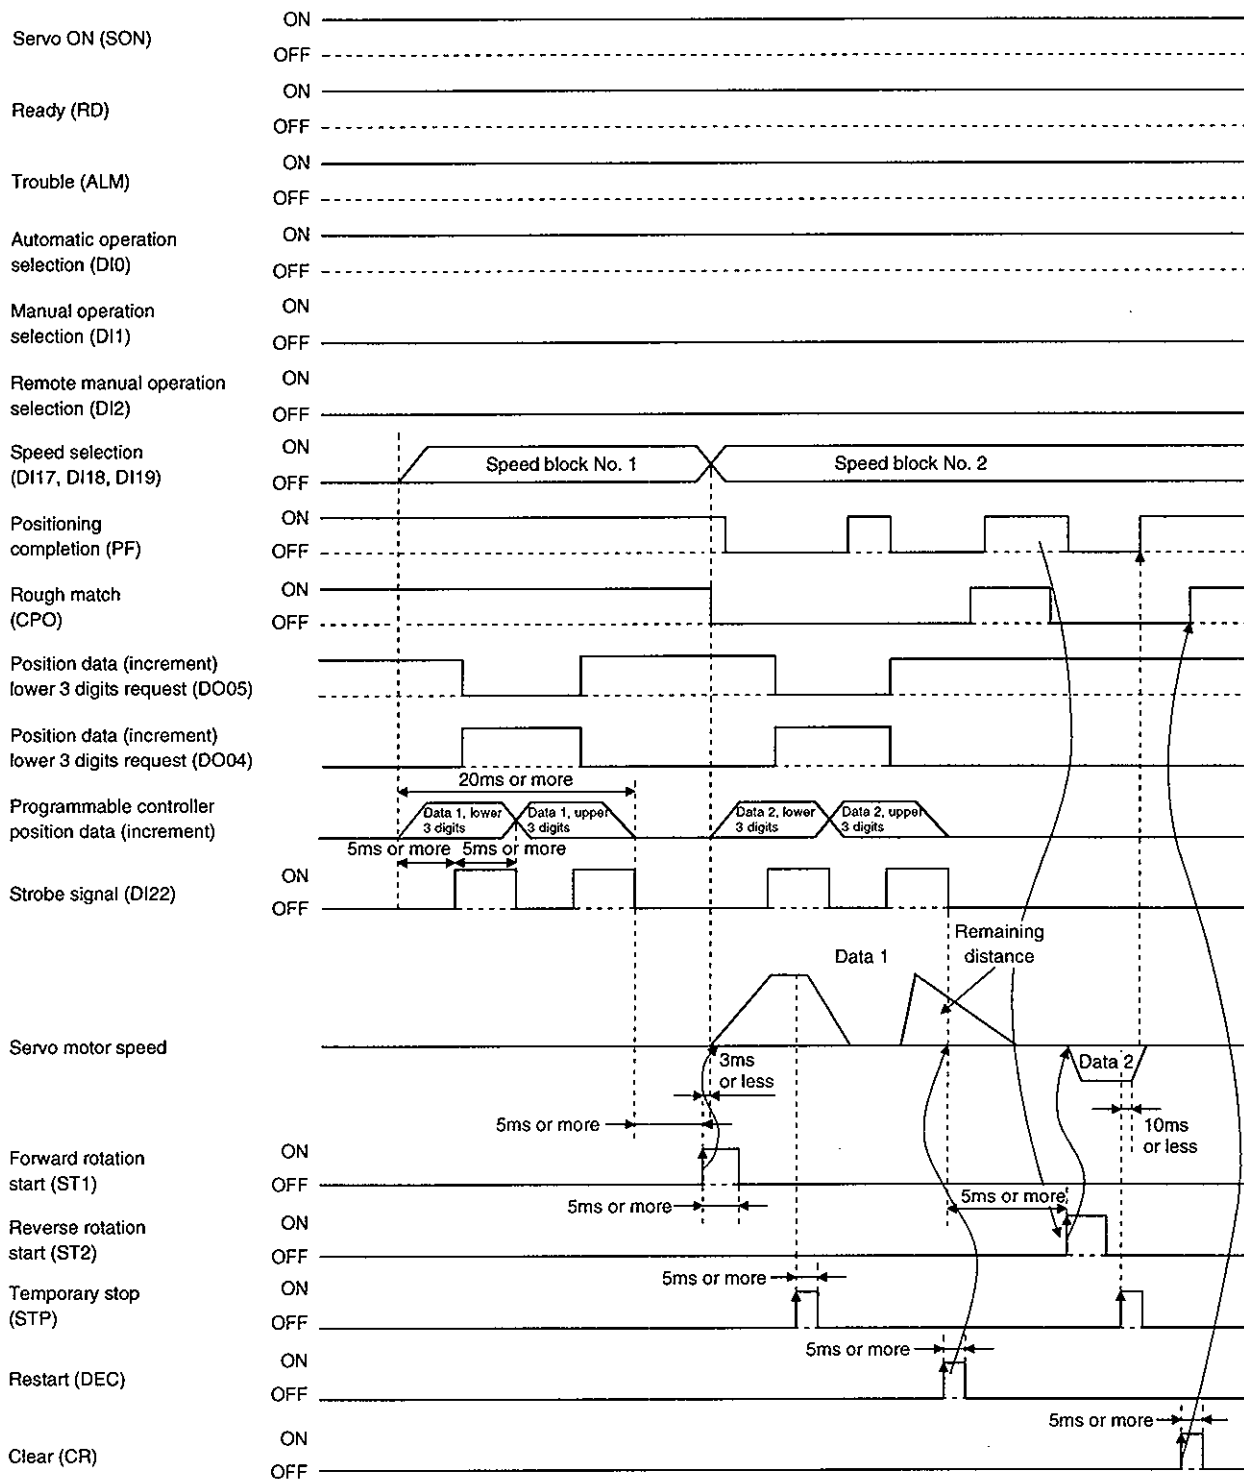 Servo ON (SON)
ON
OFF
Ready (RD)
ON
OFF
Trouble (ALM)
ON
OFF
Automatic operation
selection (DI0)
ON
OFF
Manual operation
selection (DI1)
ON
OFF
Remote manual operation
selection (DI2)
ON
OFF
Speed selection
(DI17, DI18, DI19)
ON
OFF
Speed block No. 1
Speed block No. 2
Positioning
completion (PF)
ON
OFF
Rough match
(CPO)
ON
OFF
Position data (increment)
lower 3 digits request (DO05)
Position data (increment)
lower 3 digits request (DO04)
20ms or more
Programmable controller
position data (increment)
Data 1, lower
3 digits
Data 1, upper
3 digits
Data 2, lower
3 digits
Data 2, upper
3 digits
5ms or more
5ms or more
Strobe signal (DI22)
ON
OFF
Data 1
Remaining
distance
Servo motor speed
3ms
or less
Data 2
5ms or more
10ms
or less
Forward rotation
start (ST1)
ON
OFF
5ms or more
5ms or more
Reverse rotation
start (ST2)
ON
OFF
5ms or more
Temporary stop
(STP)
ON
OFF
5ms or more
Restart (DEC)
ON
OFF
5ms or more
Clear (CR)
ON
OFF